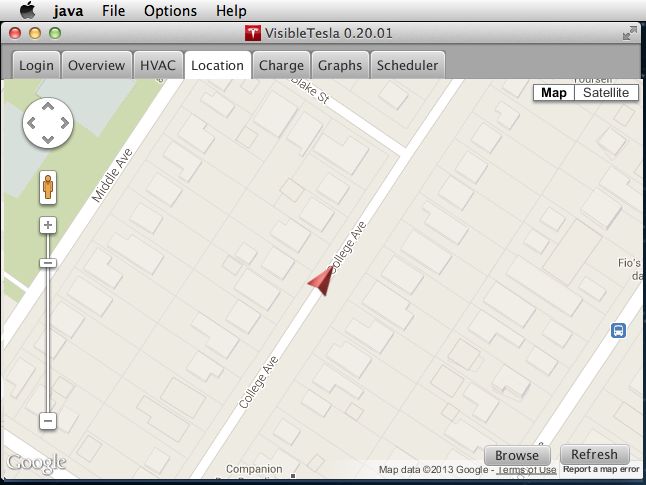 java File Options Help
VisibleTesla 0.20.01
Login Overview HVAC Location Charge Graphs Scheduler
Yourself
Map Satellite
Blake St
Middle Ave
College Ave
Fio's
da
College Ave
Companion
Browse Refresh
Google
Map data ©2013 Google - Terms of Use Report a map error